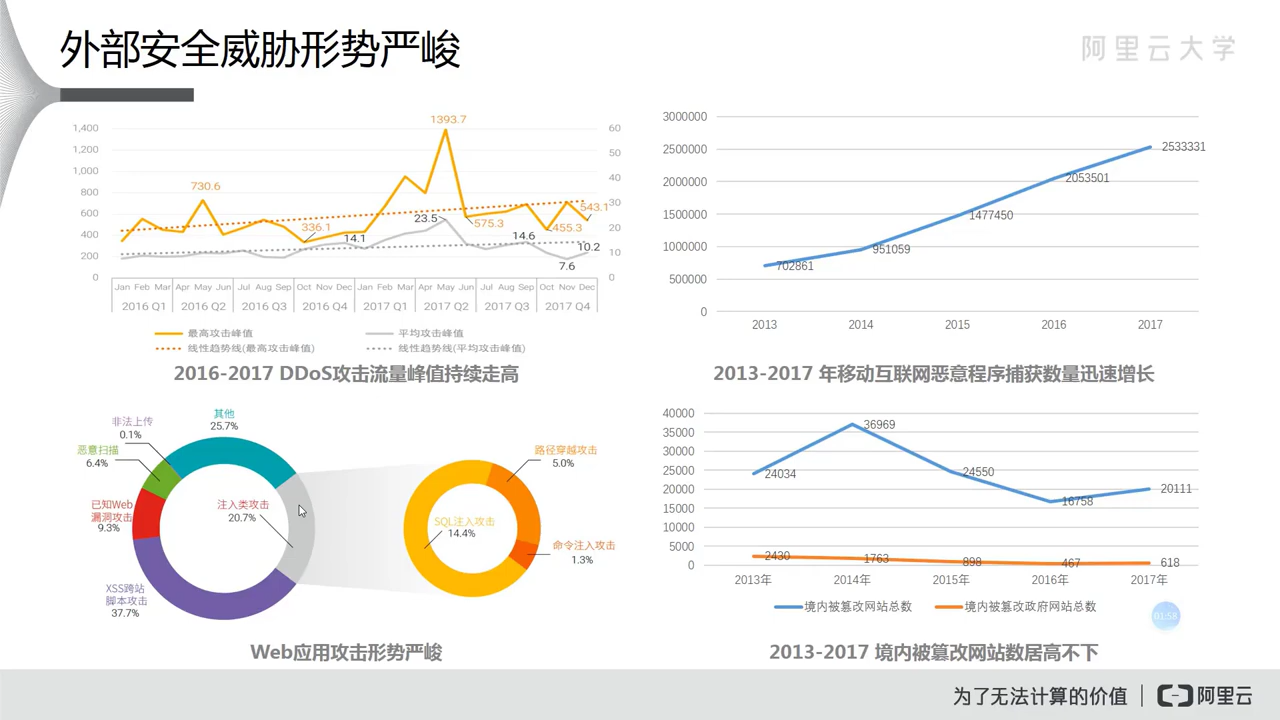 外部安全威胁形势严峻
阿里云大学
1,400
1,200
1,000
800
600
400
200
0
60
50
40
30
20
10
0
1393.7
730.6
336.1
14.1
23.5
575.3
14.6
455.3
543.1
10.2
7.6
Jan Feb Mar Apr May Jun Jul Aug Sep Oct Nov Dec Jan Feb Mar Apr May Jun Jul Aug Sep Oct Nov Dec
2016 Q1 2016 Q2 2016 Q3 2016 Q4 2017 Q1 2017 Q2 2017 Q3 2017 Q4
最高攻击峰值 平均攻击峰值
线性趋势线(最高攻击峰值) 线性趋势线(平均攻击峰值)
2016-2017 DDoS攻击流量峰值持续走高
3000000
2500000
2000000
1500000
1000000
500000
0
702861
951059
1477450
2053501
2533331
2013 2014 2015 2016 2017
2013-2017 年移动互联网恶意程序捕获数量迅速增长
其他
25.7%
非法上传
0.1%
恶意扫描
6.4%
已知Web
漏洞攻击
9.3%
XSS跨站
脚本攻击
37.7%
注入类攻击
20.7%
路径穿越攻击
5.0%
SQL注入攻击
14.4%
命令注入攻击
1.3%
Web应用攻击形势严峻
40000
35000
30000
25000
20000
15000
10000
5000
0
24034
36969
24550
16758
20111
2430
1763
898
467
618
2013年 2014年 2015年 2016年 2017年
境内被篡改网站总数 境内被篡改政府网站总数
01:58
2013-2017 境内被篡改网站数居高不下
为了无法计算的价值 阿里云